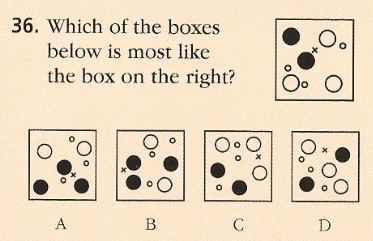 36. Which of the boxes
below is most like
the box on the right?
A B C D